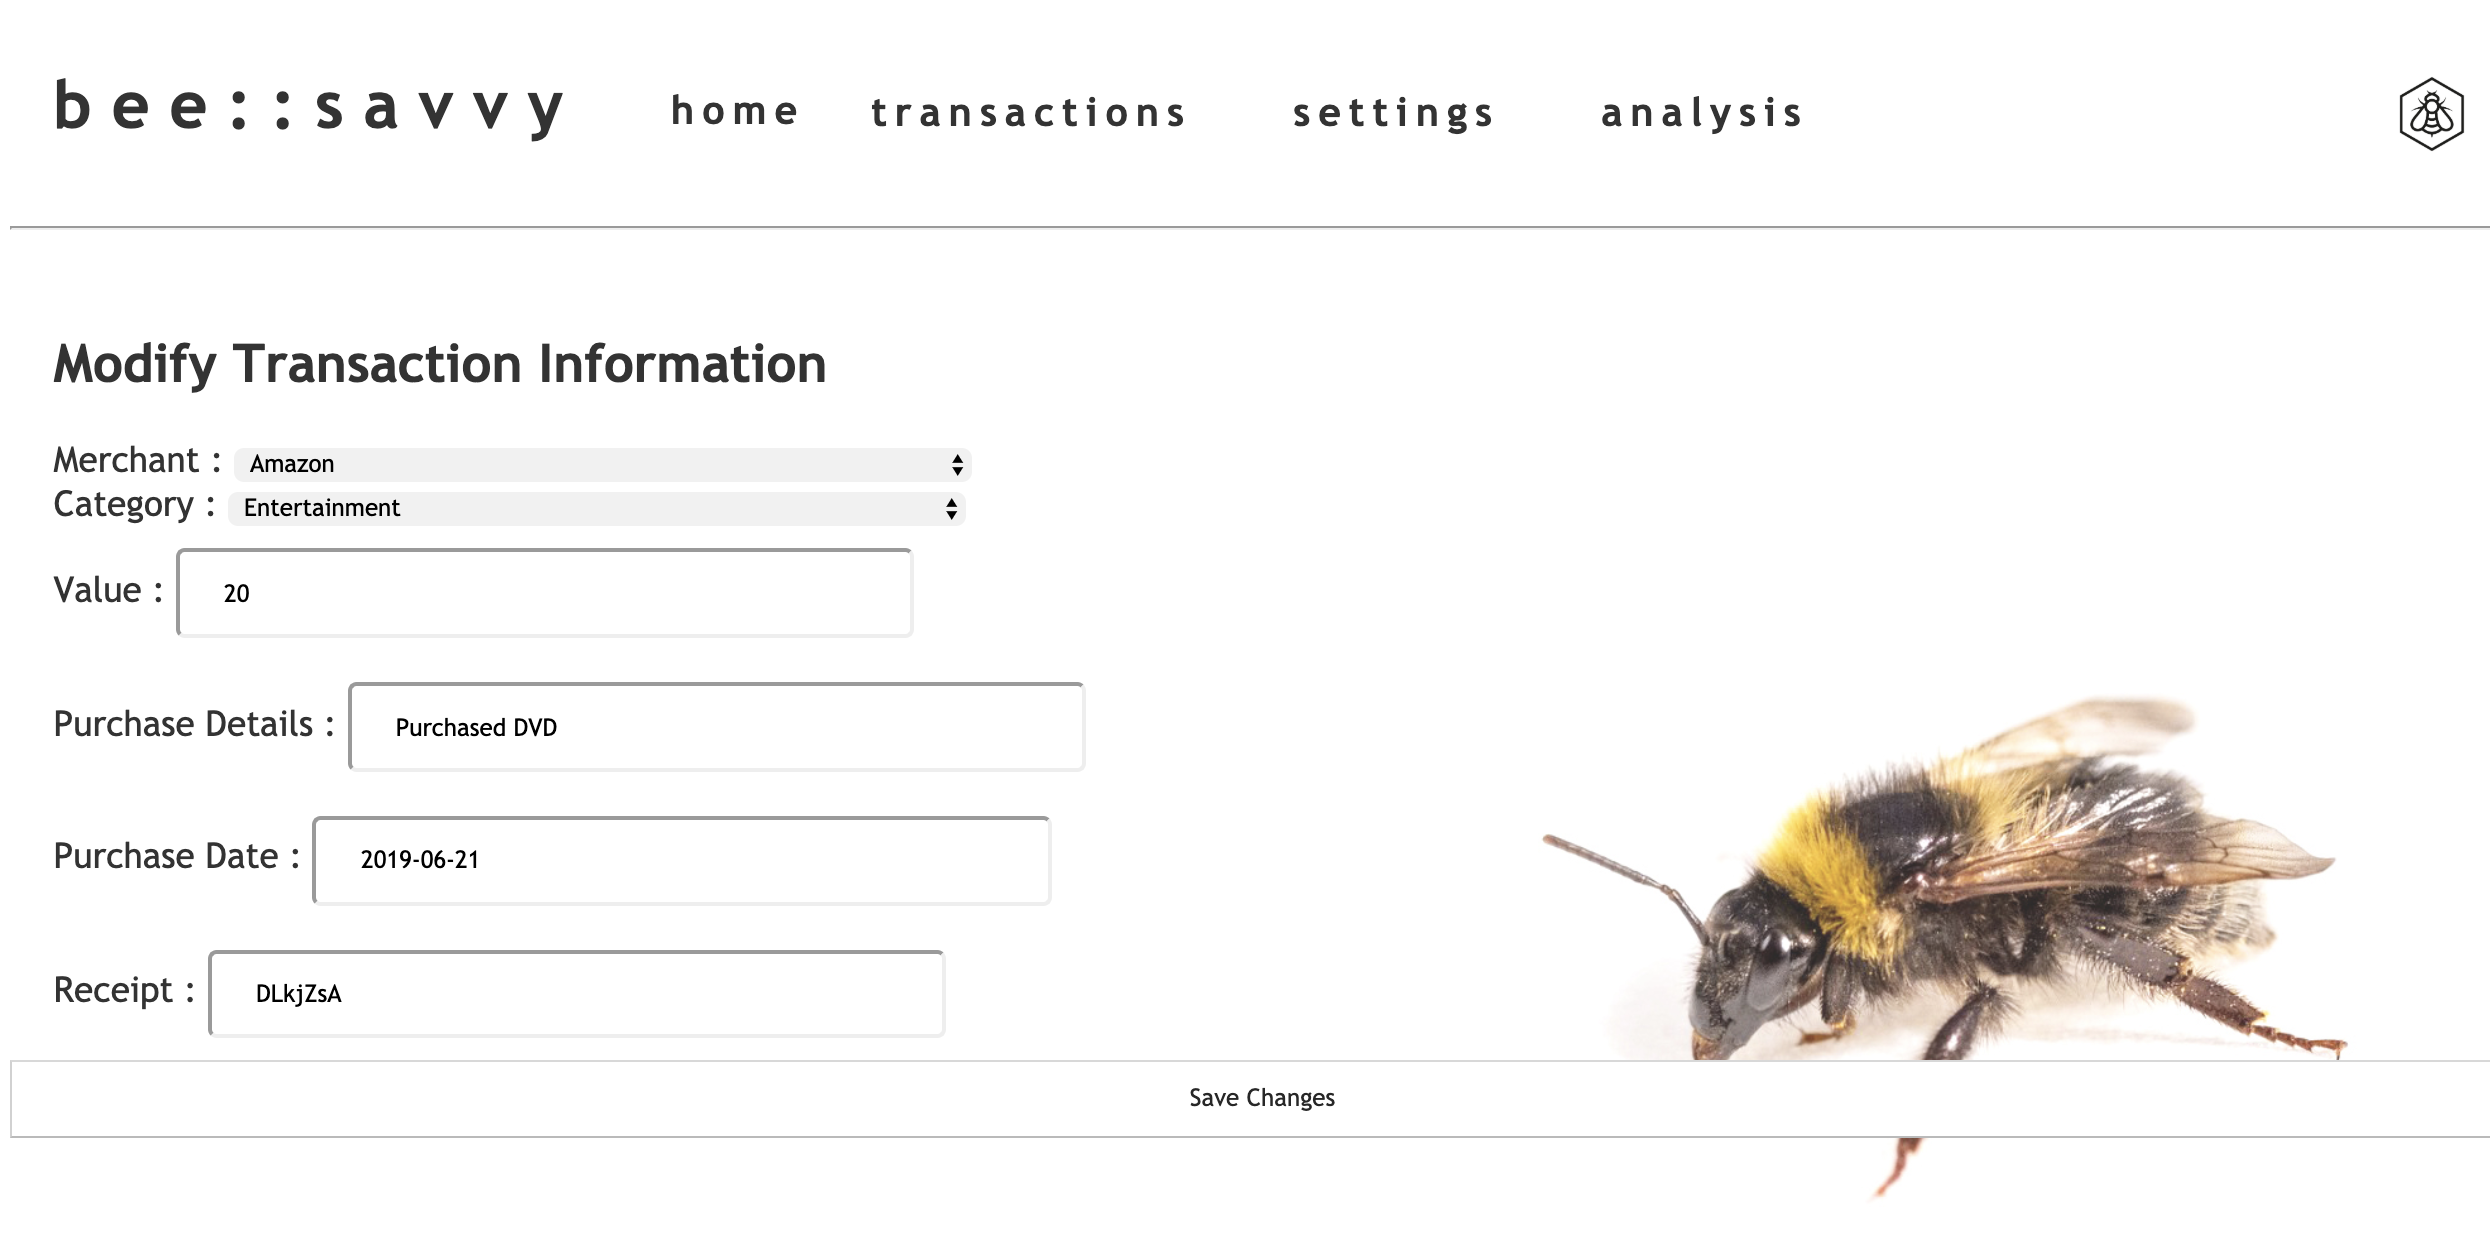 bee::savvy home transactions settings analysis
Modify Transaction Information
Merchant : Amazon
Category : Entertainment
Value : 20
Purchase Details : Purchased DVD
Purchase Date : 2019-06-21
Receipt : DLkjZsA
Save Changes